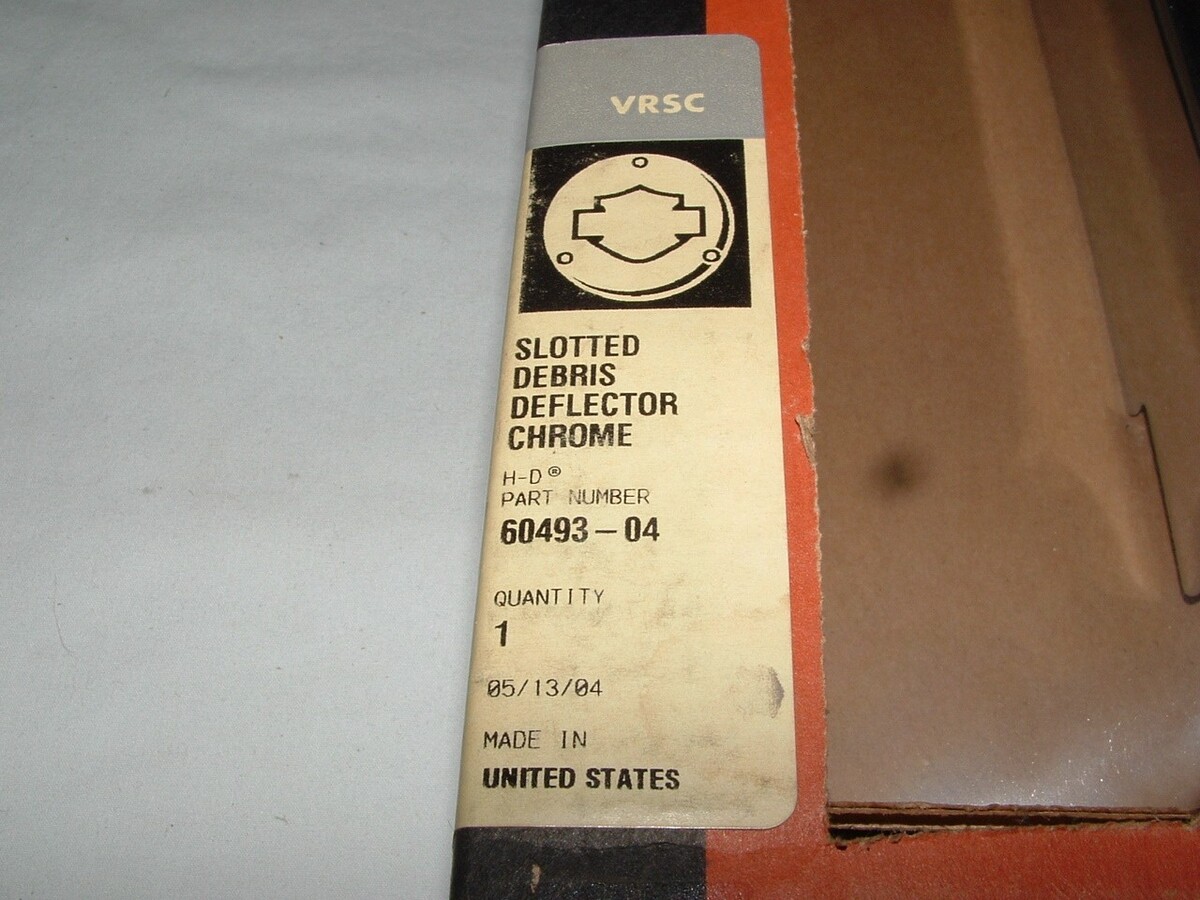 VRSC
SLOTTED
DEBRIS
DEFLECTOR
CHROME
H-D®
PART NUMBER
60493-04
QUANTITY
1
05/13/04
MADE IN
UNITED STATES